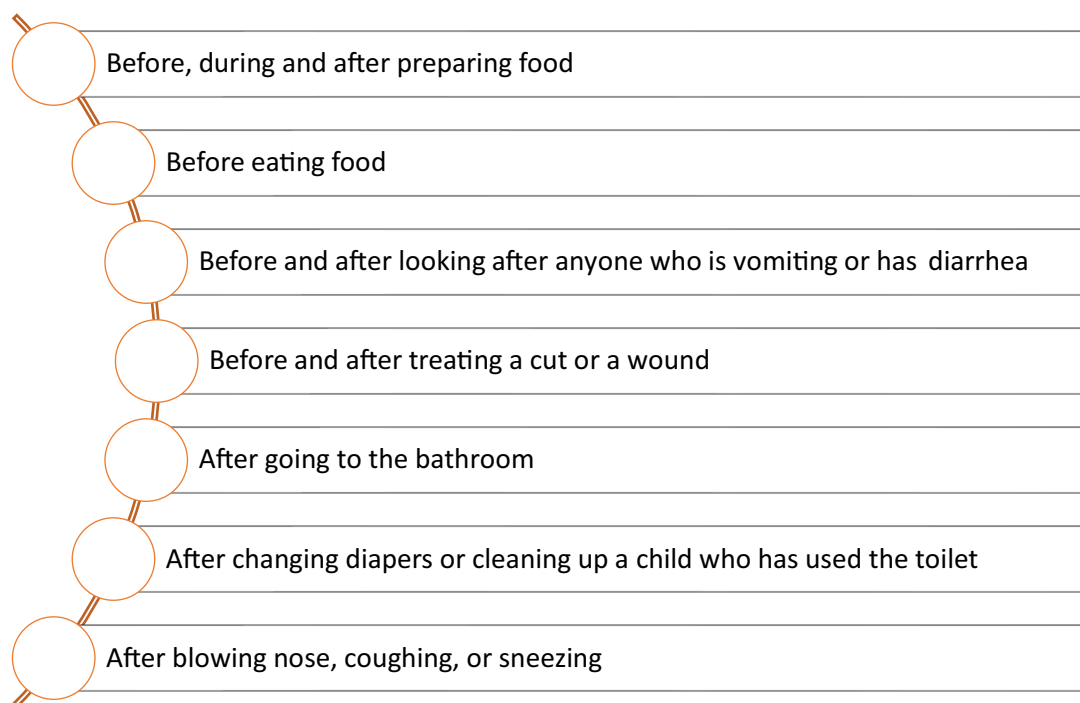 Before, during and after preparing food
Before eating food
Before and after looking after anyone who is vomiting or has diarrhea
Before and after treating a cut or a wound
After going to the bathroom
After changing diapers or cleaning up a child who has used the toilet
After blowing nose, coughing, or sneezing